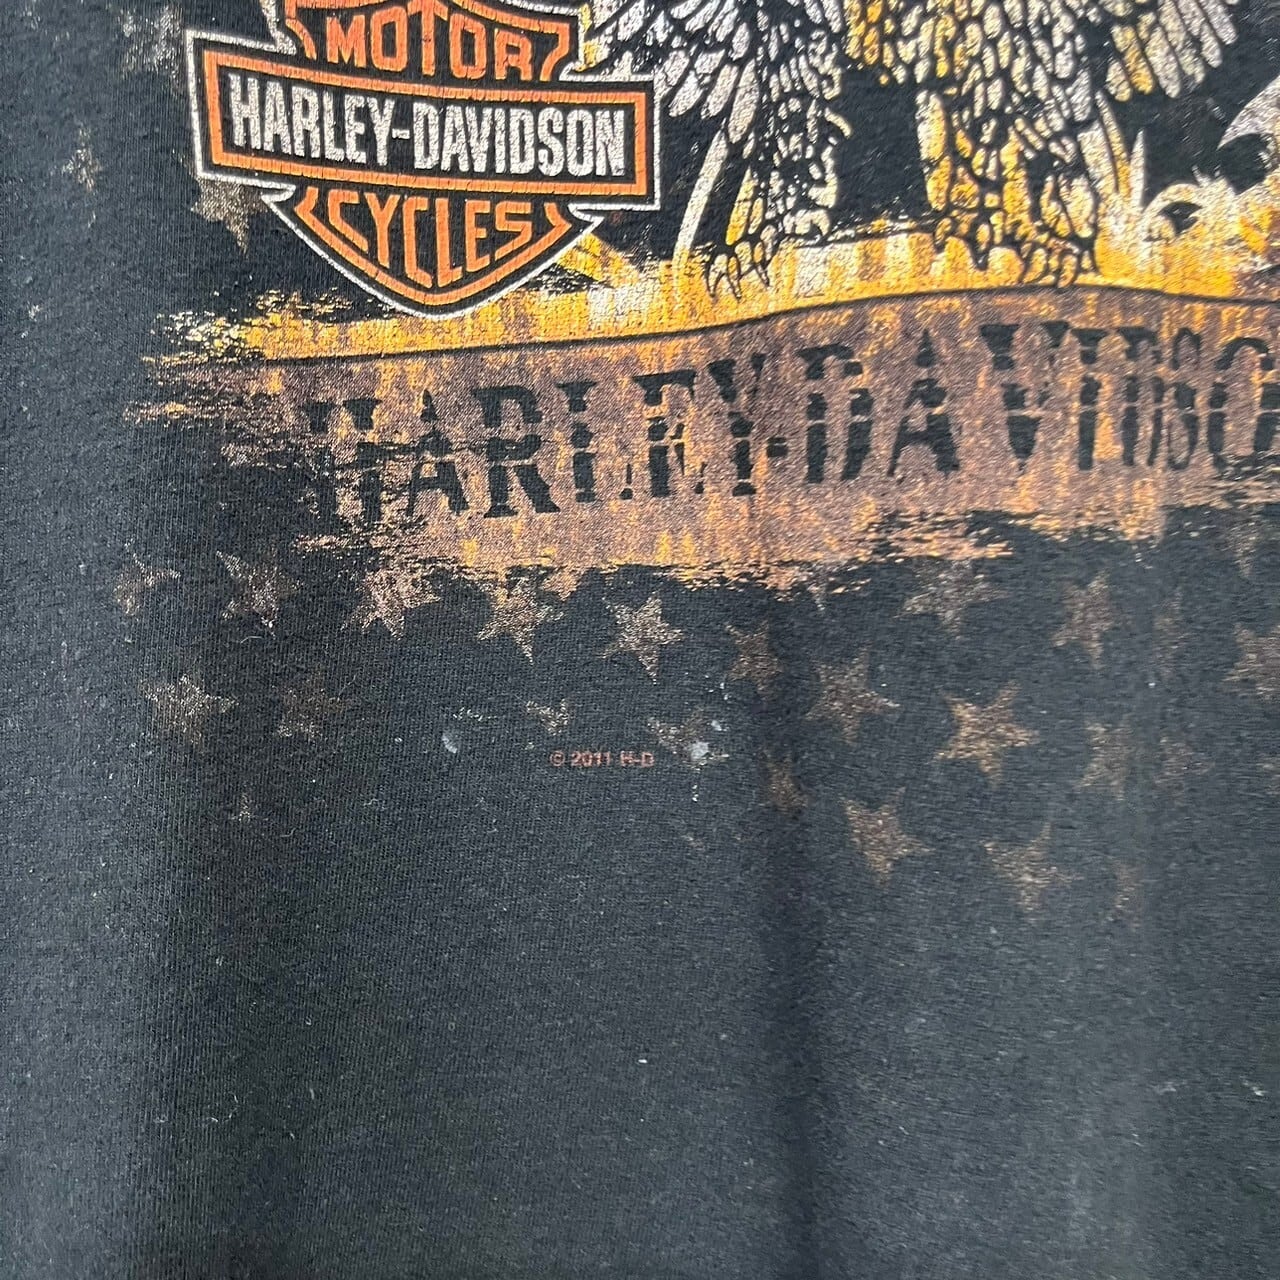 MOTOR
HARLEY-DAVIDSON
CYCLES
HARLEY-DAVIDSO
© 2011 H-D